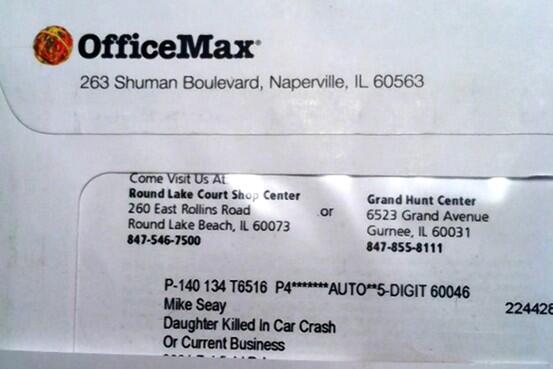 OfficeMax®
263 Shuman Boulevard, Naperville, IL 60563
Come Visit Us At
Round Lake Court Shop Center
260 East Rollins Road
Round Lake Beach, IL 60073
847-546-7500
or
Grand Hunt Center
6523 Grand Avenue
Gurnee, IL 60031
847-855-8111
P-140 134 T6516 P4*******AUTO**5-DIGIT 60046
Mike Seay
224428
Daughter Killed In Car Crash
Or Current Business